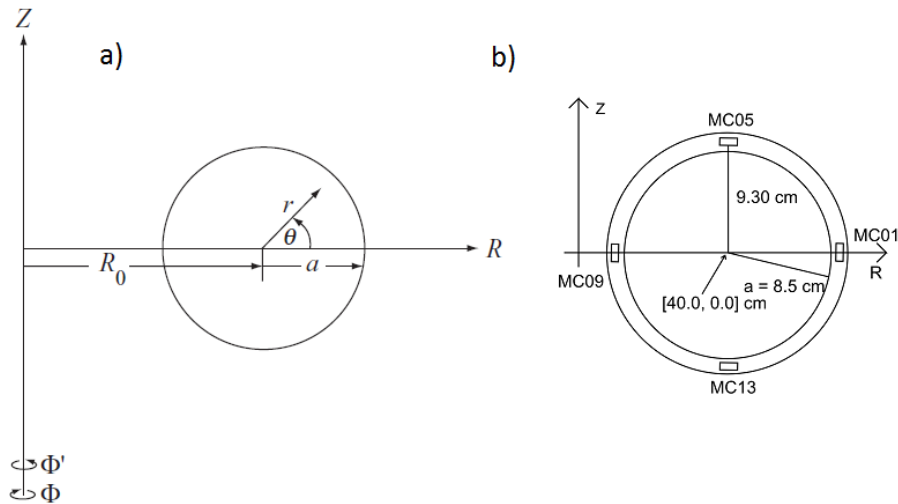 a)
Z
r
θ
R
R₀
a
Φ'
Φ
b)
Z
MC05
9.30 cm
MC01
R
MC09
a = 8.5 cm
[40.0, 0.0] cm
MC13